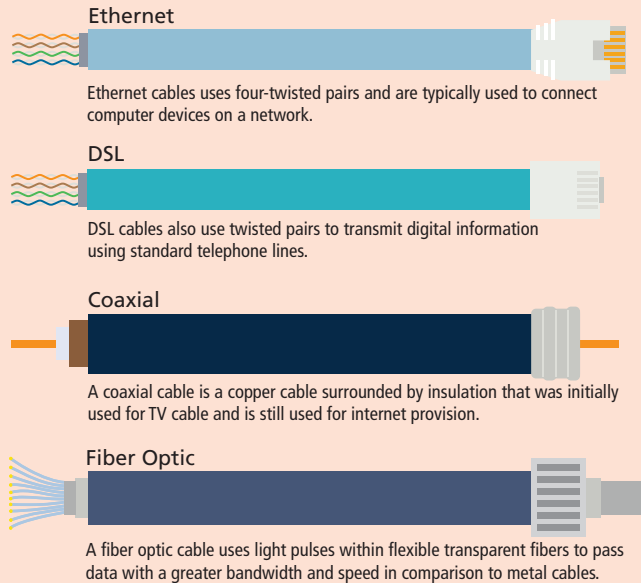 Ethernet
Ethernet cables uses four-twisted pairs and are typically used to connect
computer devices on a network.
DSL
DSL cables also use twisted pairs to transmit digital information
using standard telephone lines.
Coaxial
A coaxial cable is a copper cable surrounded by insulation that was initially
used for TV cable and is still used for internet provision.
Fiber Optic
A fiber optic cable uses light pulses within flexible transparent fibers to pass
data with a greater bandwidth and speed in comparison to metal cables.